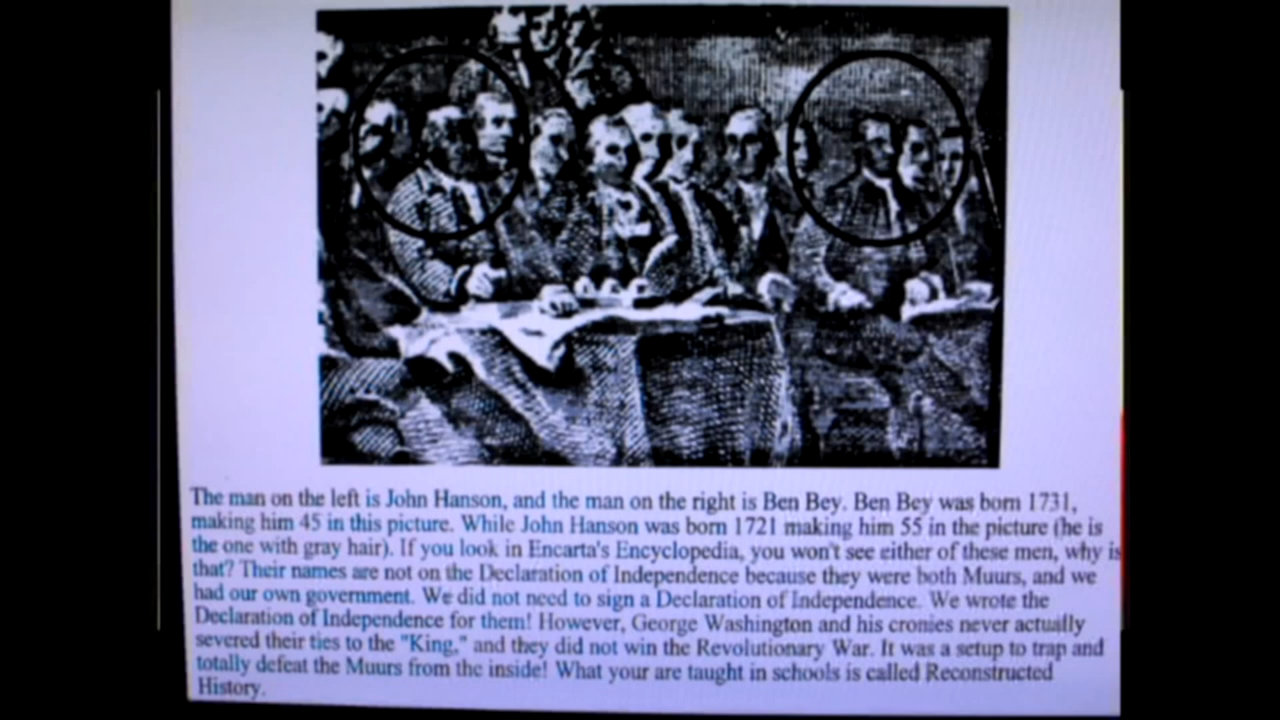 The man on the left is John Hanson, and the man on the right is Ben Bey. Ben Bey was born 1731,
making him 45 in this picture. While John Hanson was born 1721 making him 55 in the picture (he is
the one with gray hair). If you look in Encarta's Encyclopedia, you won't see either of these men, why is
that? Their names are not on the Declaration of Independence because they were both Muurs, and we
had our own government. We did not need to sign a Declaration of Independence. We wrote the
Declaration of Independence for them! However, George Washington and his cronies never actually
severed their ties to the "King," and they did not win the Revolutionary War. It was a setup to trap and
totally defeat the Muurs from the inside! What your are taught in schools is called Reconstructed
History.